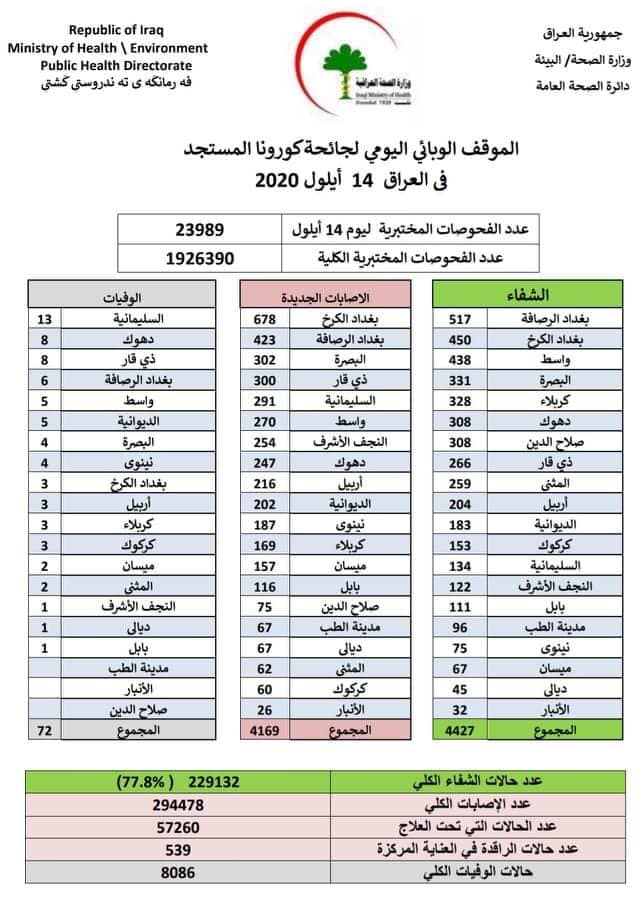 Republic of Iraq
Ministry of Health \ Environment
Public Health Directorate
فه رمانگه ى ته ندروستي گشتي
وزارة الصحة العراقية
Iraqi Ministry of Health
Founded 1920
جمهورية العراق
وزارة الصحة/ البيئة
دائرة الصحة العامة
الموقف الوبائي اليومي لجائحة كورونا المستجد
فى العراق 14 أيلول 2020
عدد الفحوصات المختبرية ليوم 14 أيلول 23989
عدد الفحوصات المختبرية الكلية 1926390
الشفاء
بغداد الرصافة 517
بغداد الكرخ 450
واسط 438
البصرة 331
كربلاء 328
دهوك 308
صلاح الدين 308
ذي قار 266
المثنى 259
أربيل 204
الديوانية 183
كركوك 153
السليمانية 134
النجف الأشرف 122
بابل 111
مدينة الطب 96
نينوى 75
ميسان 67
ديالى 45
الأنبار 32
المجموع 4427
الاصابات الجديدة
بغداد الكرخ 678
بغداد الرصافة 423
البصرة 302
ذي قار 300
السليمانية 291
واسط 270
النجف الأشرف 254
دهوك 247
أربيل 216
الديوانية 202
نينوى 187
كربلاء 169
ميسان 157
بابل 116
صلاح الدين 75
مدينة الطب 67
ديالى 67
المثنى 62
كركوك 60
الأنبار 26
المجموع 4169
الوفيات
السليمانية 13
دهوك 8
ذي قار 8
بغداد الرصافة 6
واسط 5
الديوانية 5
البصرة 4
نينوى 4
بغداد الكرخ 3
أربيل 3
كربلاء 3
كركوك 3
ميسان 2
المثنى 2
النجف الأشرف 1
ديالى 1
بابل 1
مدينة الطب
الأنبار
صلاح الدين
المجموع 72
عدد حالات الشفاء الكلي 229132 (77.8%)
عدد الإصابات الكلي 294478
عدد الحالات التي تحت العلاج 57260
عدد حالات الراقدة في العناية المركزة 539
حالات الوفيات الكلي 8086